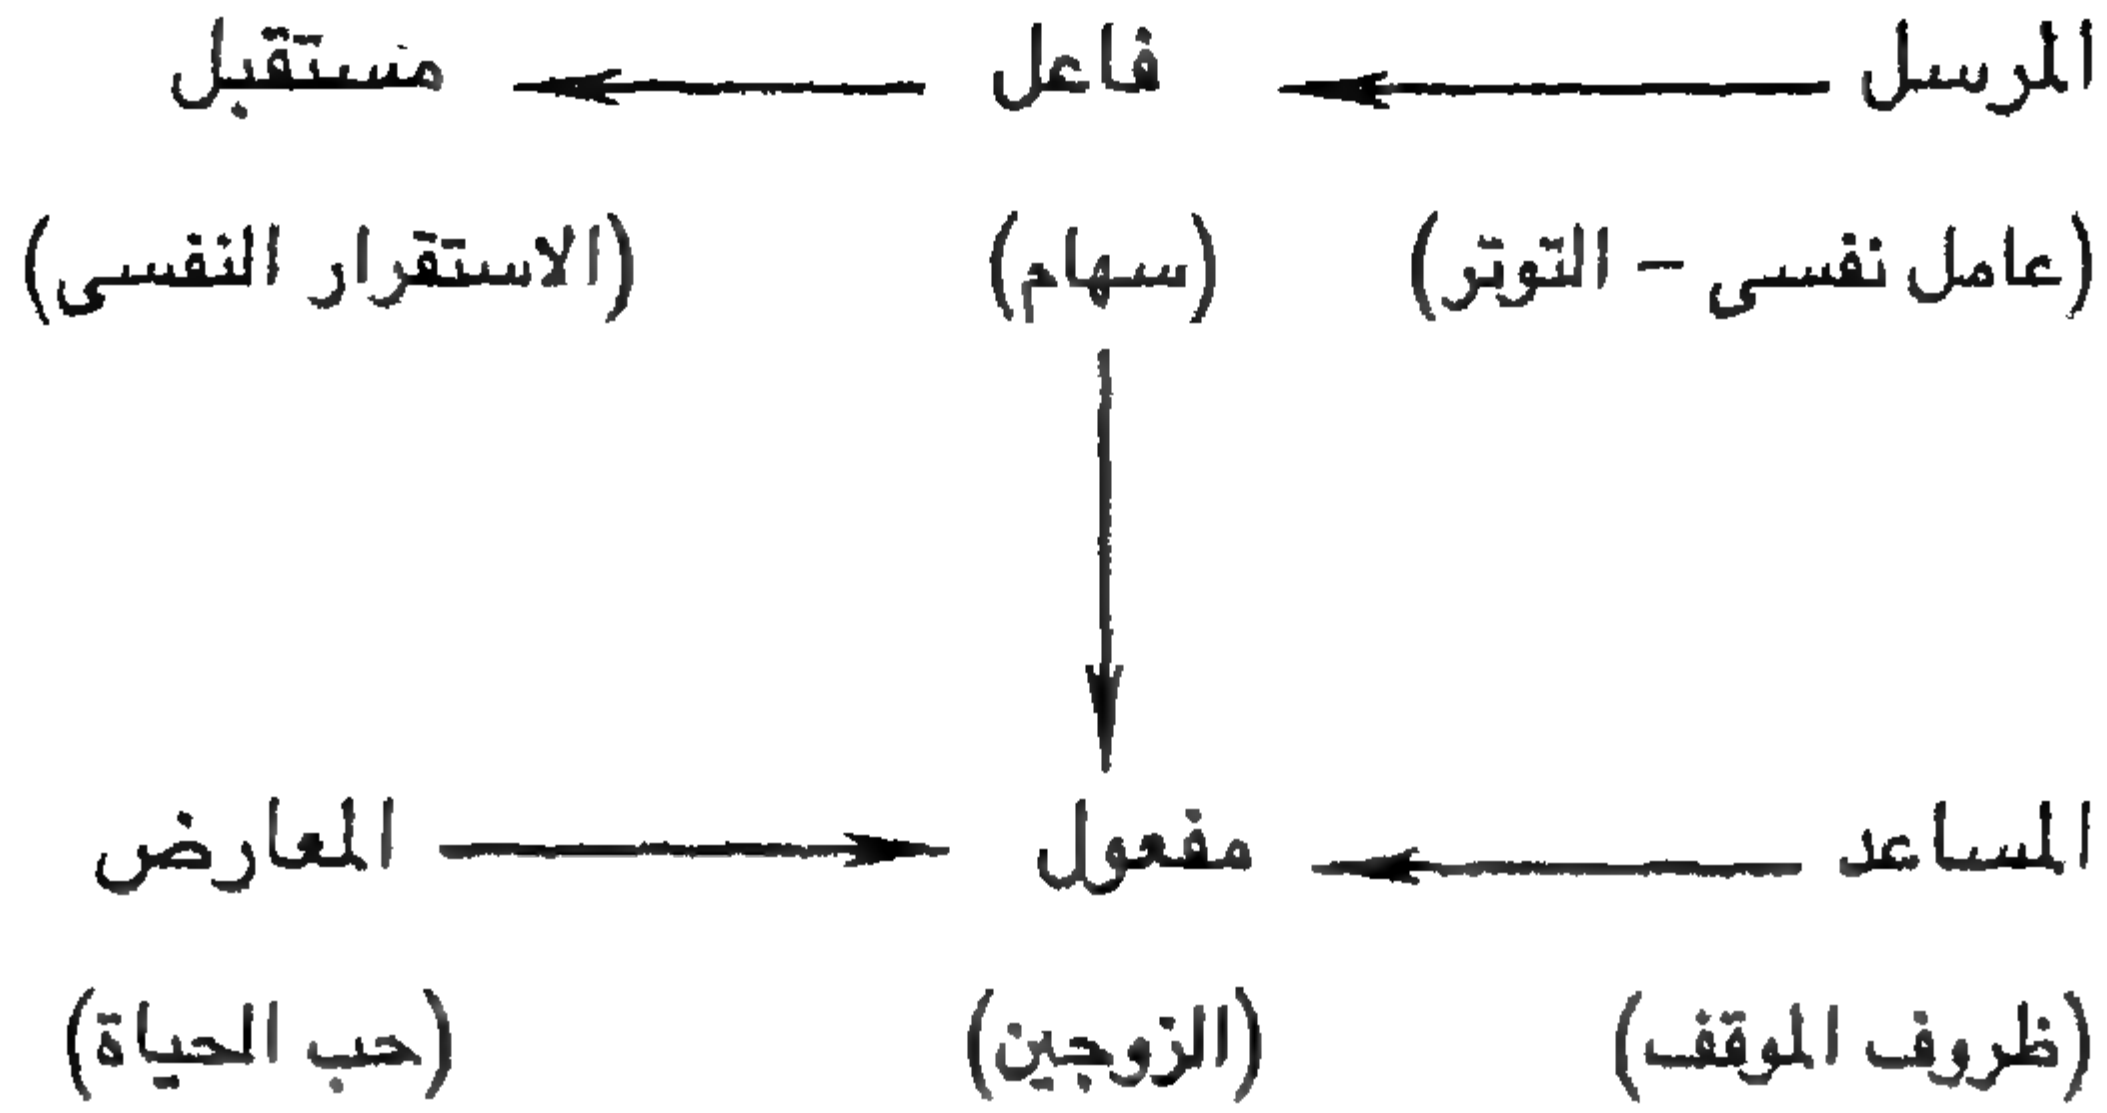 المرسل فاعل مستقبل
(عامل نفسى - التوتر) (سهام) (الاستقرار النفسى)
المساعد مفعول المعارض
(ظروف الموقف) (الزوجين) (حب الحياة)